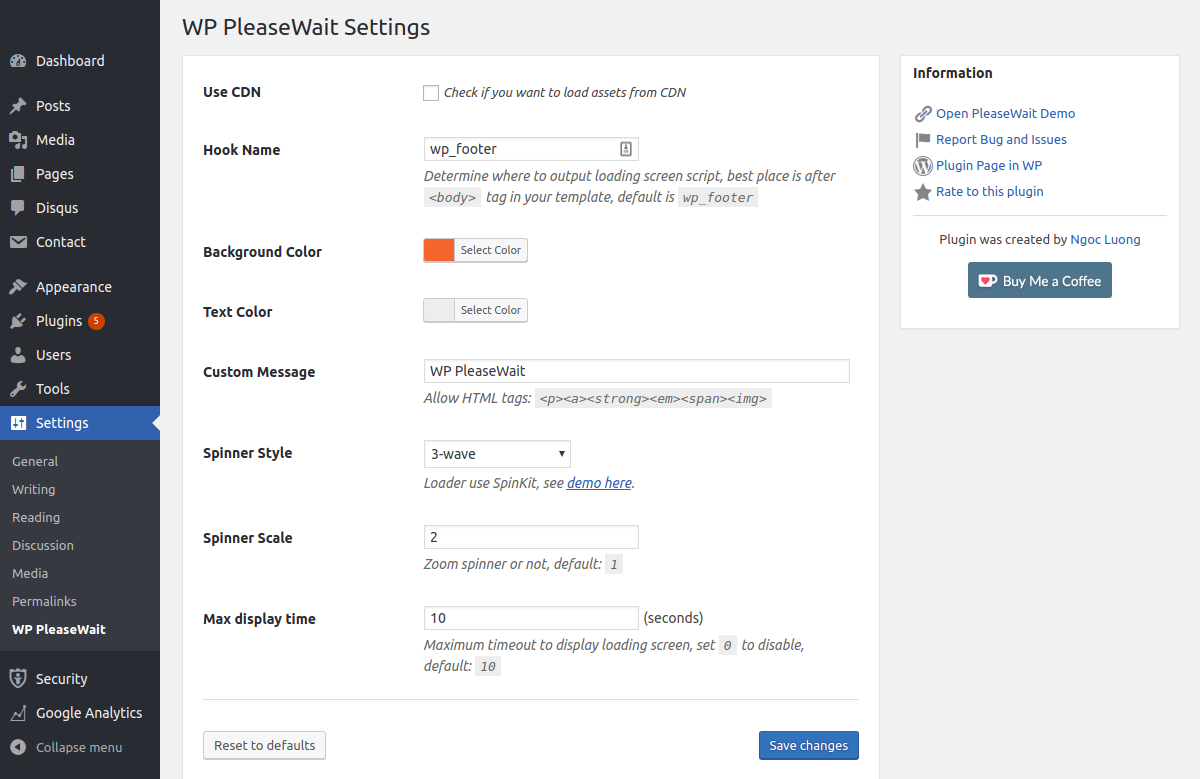 WP PleaseWait Settings
Dashboard
Posts
Media
Pages
Disqus
Contact
Appearance
Plugins 5
Users
Tools
Settings
General
Writing
Reading
Discussion
Media
Permalinks
WP PleaseWait
Security
Google Analytics
Collapse menu
Use CDN
Check if you want to load assets from CDN
Hook Name
wp_footer
Determine where to output loading screen script, best place is after
<body> tag in your template, default is wp_footer
Background Color
Select Color
Text Color
Select Color
Custom Message
WP PleaseWait
Allow HTML tags: <p><a><strong><em><span><img>
Spinner Style
3-wave
Loader use SpinKit, see demo here.
Spinner Scale
2
Zoom spinner or not, default: 1
Max display time
10 (seconds)
Maximum timeout to display loading screen, set 0 to disable,
default: 10
Reset to defaults
Save changes
Information
Open PleaseWait Demo
Report Bug and Issues
Plugin Page in WP
Rate to this plugin
Plugin was created by Ngoc Luong
Buy Me a Coffee